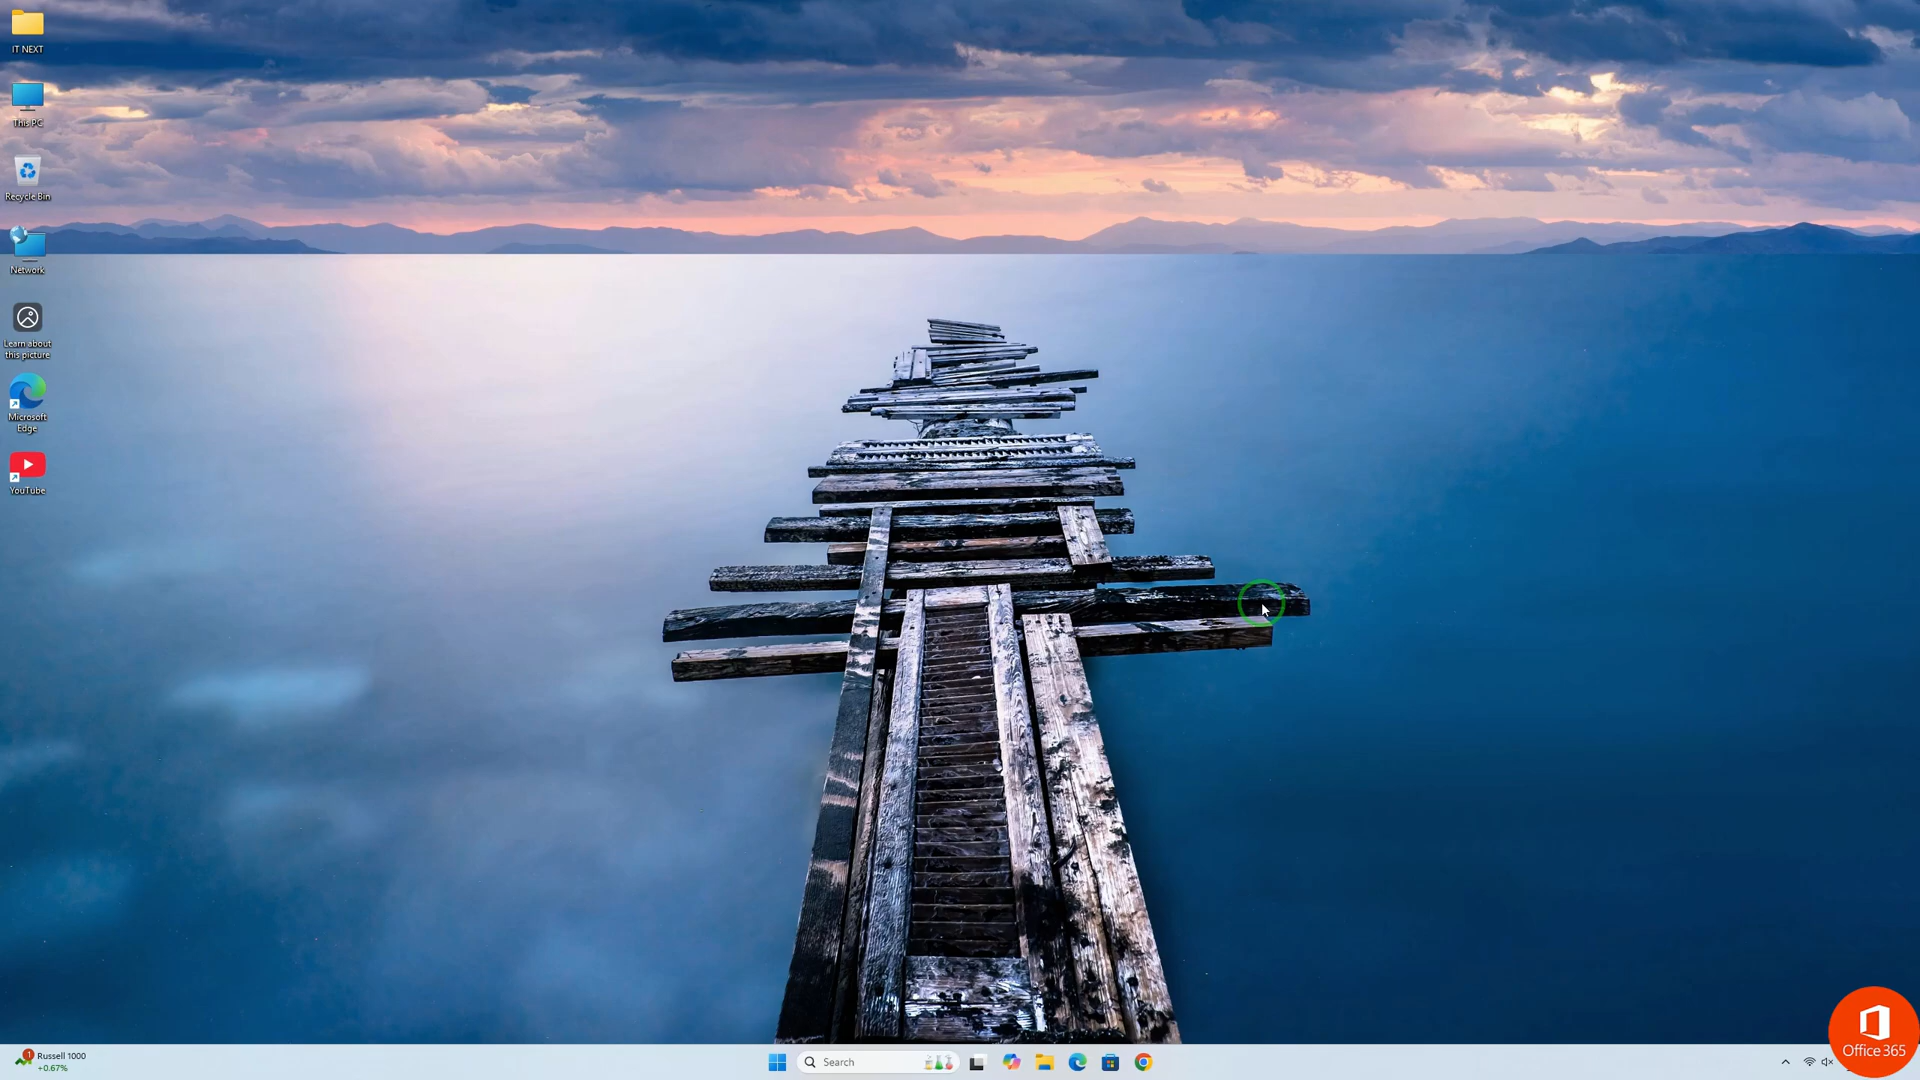 IT NEXT
This PC
Recycle Bin
Network
Learn about
this picture
Microsoft
Edge
YouTube
1
Russell 1000
+0.67%
Search
Office 365